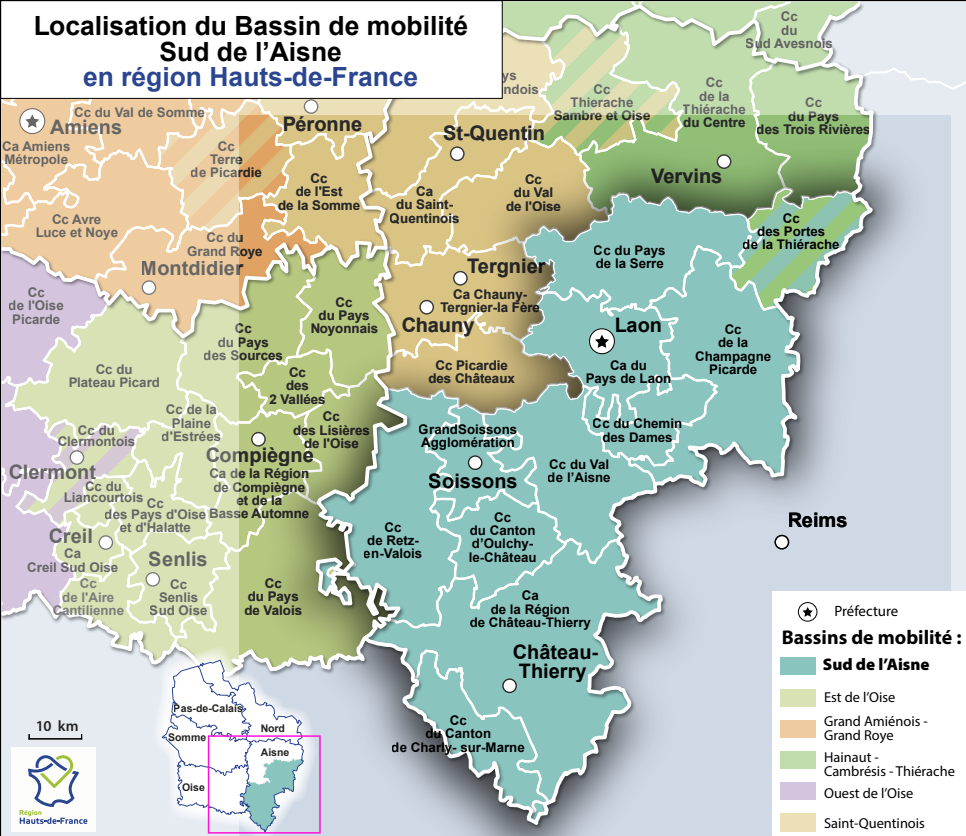 Localisation du Bassin de mobilité
Sud de l'Aisne
en région Hauts-de-France
Cc
du
Sud Avesnois
Cc
Thierache
Sambre et Oise
Cc
de la
Thiérache
du Centre
Cc
du Pays
des Trois Rivières
Cc du Val de Somme
Amiens
Ca Amiens
Métropole
Péronne
St-Quentin
Vervins
Cc
Terre
de Picardie
Cc
de l'Est
de la Somme
Ca
du Saint-
Quentinois
Cc
du Val
de l'Oise
Cc
des Portes
de la Thiérache
Cc Avre
Luce et Noye
Cc du
Grand Roye
Montdidier
Cc du Pays
de la Serre
Tergnier
Ca Chauny-
Tergnier-la Fère
Chauny
Cc
de l'Oise
Picarde
Cc
du Pays
des Sources
Cc
du Pays
Noyonnais
Laon
Ca du
Pays de Laon
Cc
de la
Champagne
Picarde
Cc du
Plateau Picard
Cc
des
2 Vallées
Cc Picardie
des Châteaux
Cc de la
Plaine
d'Estrées
Cc
des Lisières
de l'Oise
GrandSoissons
Agglomération
Soissons
Cc du Chemin
des Dames
Cc du
Clermontois
Clermont
Compiègne
Ca de la Région
de Compiègne
et de la
Basse Automne
Cc du Val
de l'Aisne
Cc du
Liancourtois
Cc
des Pays d'Oise
et d'Halatte
Creil
Ca
Creil Sud Oise
Senlis
Cc
Senlis
Sud Oise
Cc
de l'Aire
Cantilienne
Cc
du Pays
de Valois
Cc
de Retz-
en-Valois
Cc
du Canton
d'Oulchy-
le-Château
Reims
Ca
de la Région
de Château-Thierry
Château-
Thierry
Cc
du Canton
de Charly- sur-Marne
Préfecture
Bassins de mobilité :
Sud de l'Aisne
Est de l'Oise
Grand Amiénois -
Grand Roye
Hainaut -
Cambrésis - Thiérache
Ouest de l'Oise
Saint-Quentinois
Pas-de-Calais
Nord
Somme
Aisne
Oise
10 km
Région
Hauts-de-France